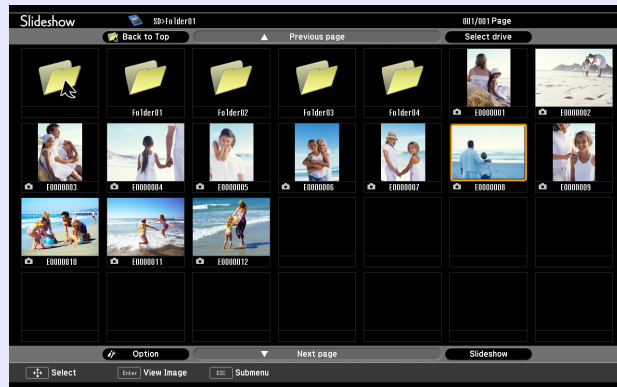 Slideshow SD>Folder01 001/001 Page
Back to Top Previous page Select drive
Folder01 Folder02 Folder03 Folder04 E0000001 E0000002
E0000003 E0000004 E0000005 E0000006 E0000007 E0000008 E0000009
E0000010 E0000011 E0000012
Option Next page Slideshow
Select Enter View Image ESC Submenu